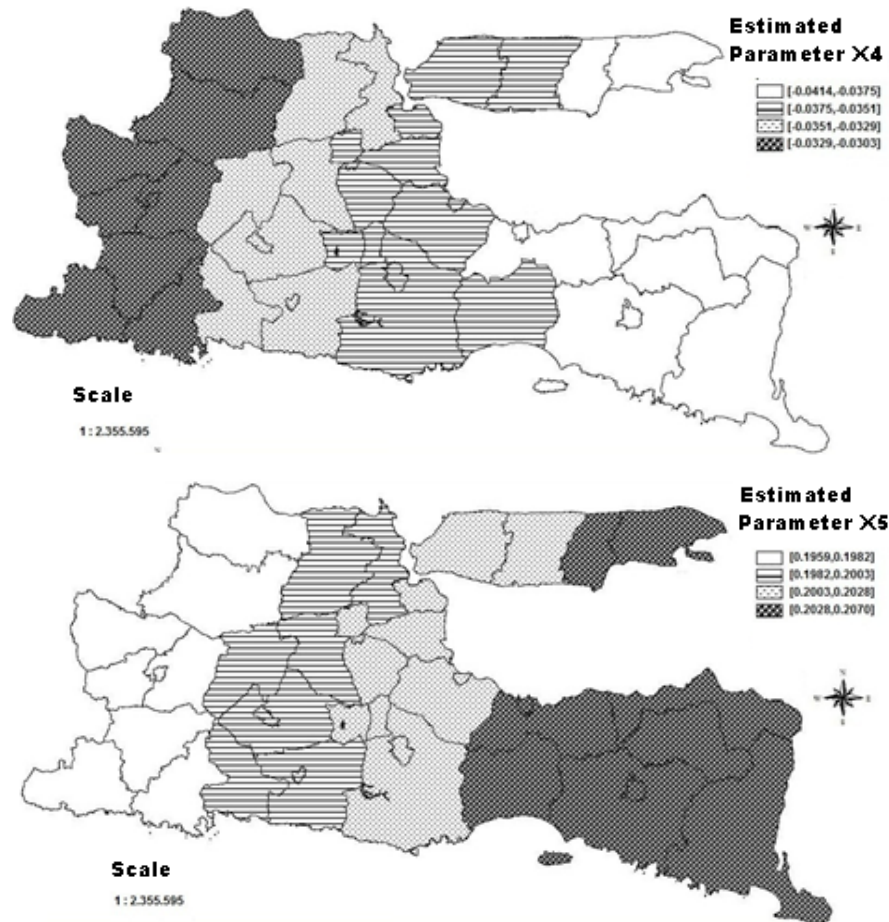 Estimated
Parameter X4
[-0.0414,-0.0375]
[-0.0375,-0.0351]
[-0.0351,-0.0329]
[-0.0329,-0.0303]
W E
Scale
1 : 2.355.595
Estimated
Parameter X5
[0.1959,0.1982]
[0.1982,0.2003]
[0.2003,0.2028]
[0.2028,0.2070]
N
W E
S
Scale
1 : 2.355.595